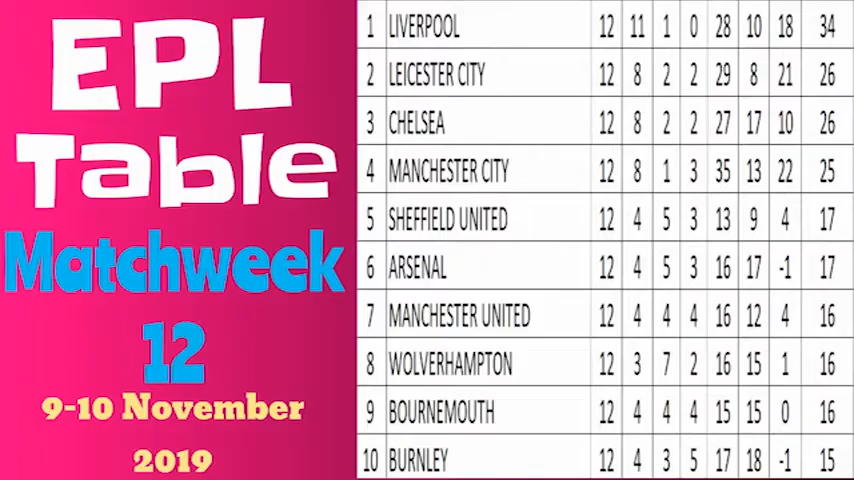 EPL
Table
Matchweek
12
9-10 November
2019
1 LIVERPOOL 12 11 1 0 28 10 18 34
2 LEICESTER CITY 12 8 2 2 29 8 21 26
3 CHELSEA 12 8 2 2 27 17 10 26
4 MANCHESTER CITY 12 8 1 3 35 13 22 25
5 SHEFFIELD UNITED 12 4 5 3 13 9 4 17
6 ARSENAL 12 4 5 3 16 17 -1 17
7 MANCHESTER UNITED 12 4 4 4 16 12 4 16
8 WOLVERHAMPTON 12 3 7 2 16 15 1 16
9 BOURNEMOUTH 12 4 4 4 15 15 0 16
10 BURNLEY 12 4 3 5 17 18 -1 15